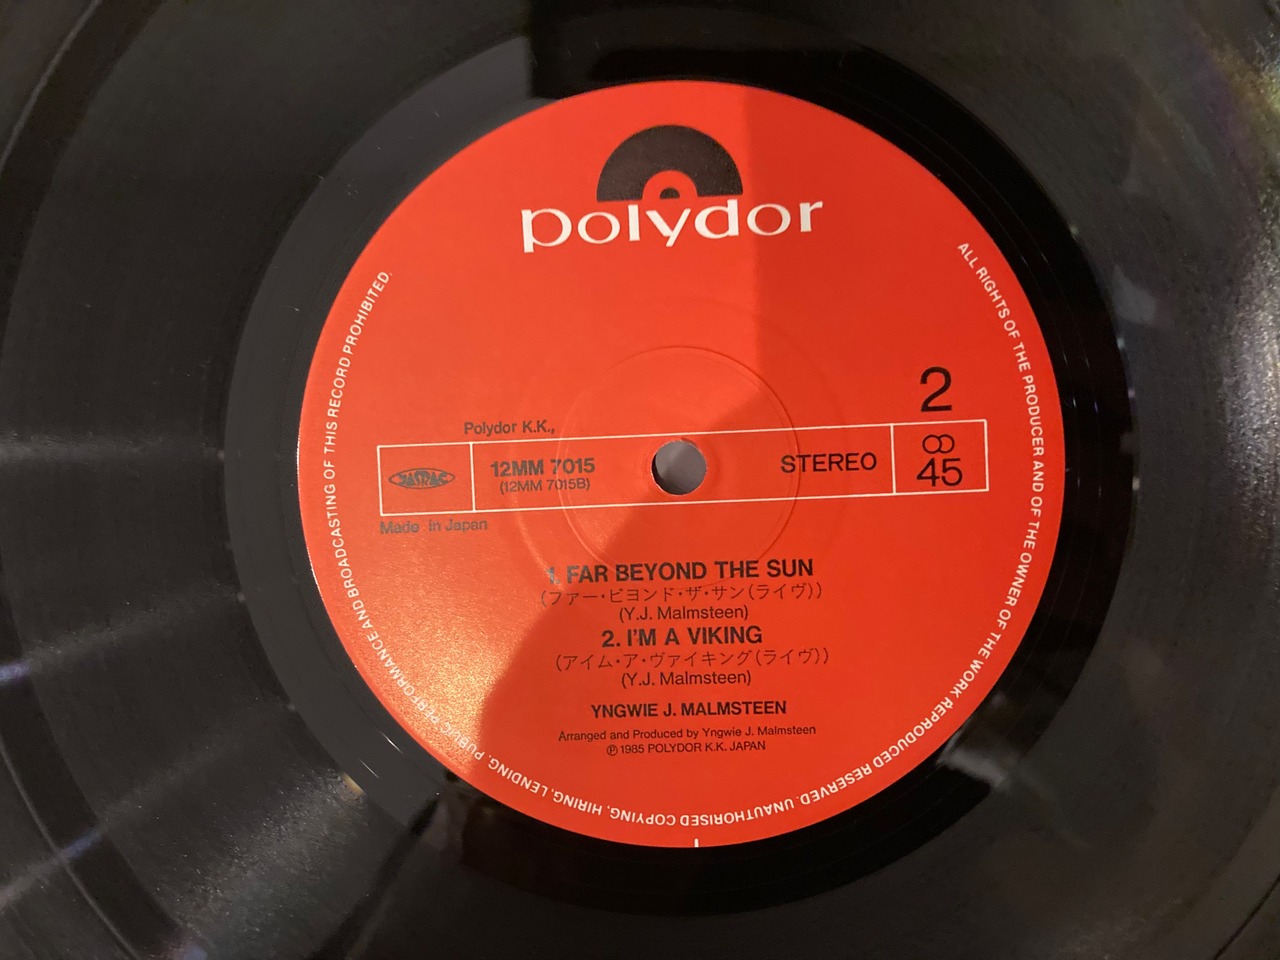 polydor
ALL RIGHTS OF THE PRODUCER AND OF THE OWNER OF THE WORK REPRODUCED RESERVED. UNAUTHORISED COPYING, HIRING, LENDING, PUBLIC PERFORMANCE AND BROADCASTING OF THIS RECORD PROHIBITED.
2
Polydor K.K.,
JASRAC
12MM 7015
(12MM 7015B)
STEREO
45
Made in Japan
1. FAR BEYOND THE SUN
(ファー・ビヨンド・ザ・サン(ライヴ))
(Y.J. Malmsteen)
2. I'M A VIKING
(アイム・ア・ヴァイキング(ライヴ))
(Y.J. Malmsteen)
YNGWIE J. MALMSTEEN
Arranged and Produced by Yngwie J. Malmsteen
Ⓟ1985 POLYDOR K.K. JAPAN